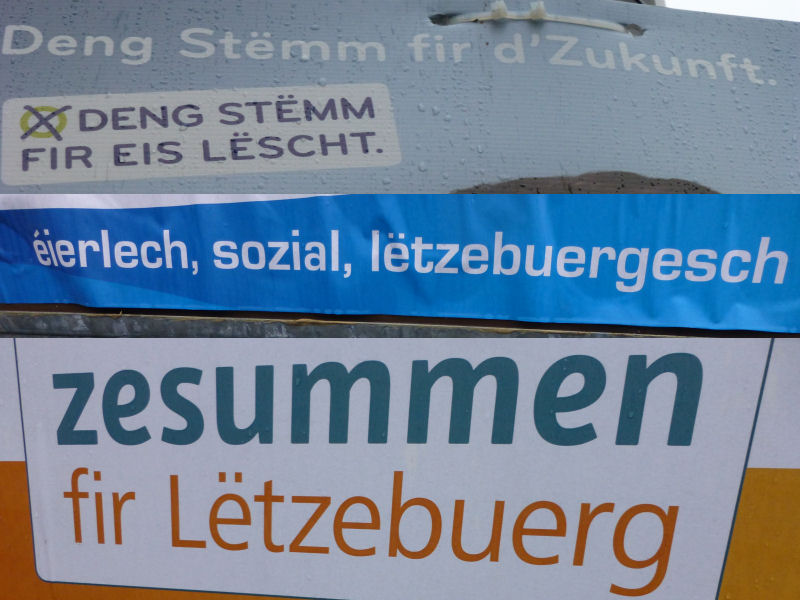 Deng Stëmm fir d'Zukunft.
DENG STËMM
FIR EIS LËSCHT.
éierlech, sozial, lëtzebuergesch
zesummen
fir Lëtzebuerg